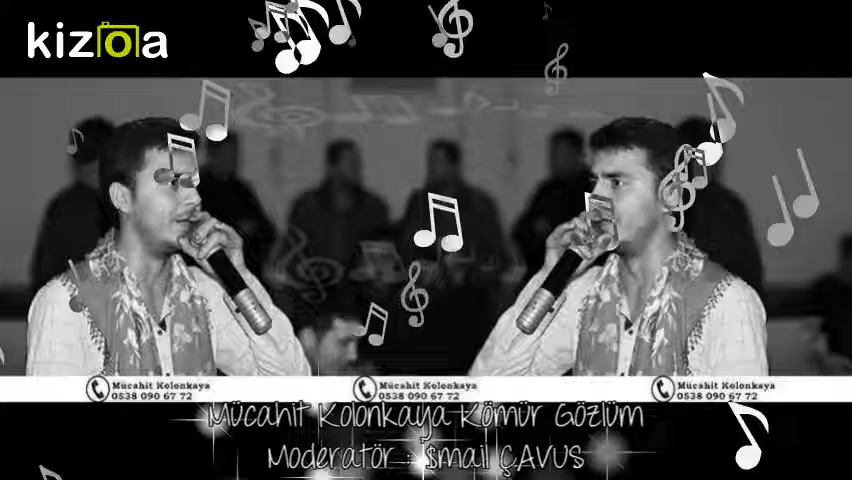 kizoa
Mücahit Kolonkaya
0538 090 67 72
Mücahit Kolonkaya
0538 090 67 72
Mücahit Kolonkaya
0538 090 67 72
Mücahit Kolonkaya Kömür Gözlüm
Moderatör : $mail ÇAVUS